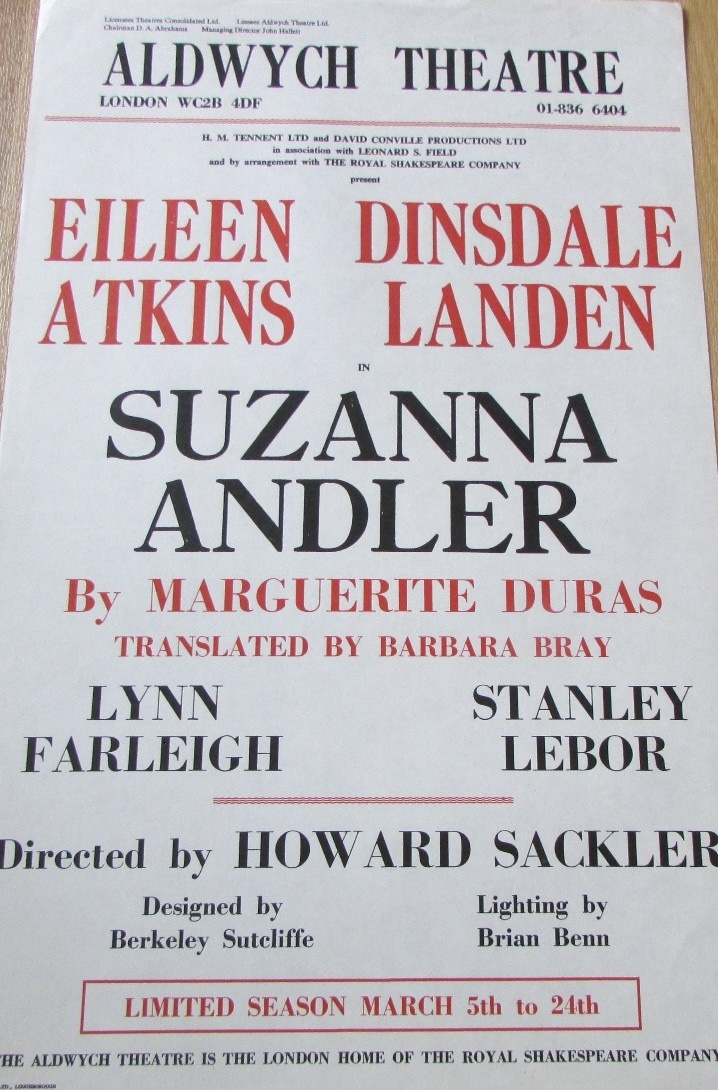 Licensees Theatres Consolidated Ltd. Lessees Aldwych Theatre Ltd.
Chairman D. A. Abrahams Managing Director John Hallett
ALDWYCH THEATRE
LONDON WC2B 4DF 01-836 6404
H. M. TENNENT LTD and DAVID CONVILLE PRODUCTIONS LTD
in association with LEONARD S. FIELD
and by arrangement with THE ROYAL SHAKESPEARE COMPANY
present
EILEEN DINSDALE
ATKINS LANDEN
IN
SUZANNA
ANDLER
By MARGUERITE DURAS
TRANSLATED BY BARBARA BRAY
LYNN STANLEY
FARLEIGH LEBOR
Directed by HOWARD SACKLER
Designed by Lighting by
Berkeley Sutcliffe Brian Benn
LIMITED SEASON MARCH 5th to 24th
HE ALDWYCH THEATRE IS THE LONDON HOME OF THE ROYAL SHAKESPEARE COMPANY
LTD., LOUGHBOROUGH